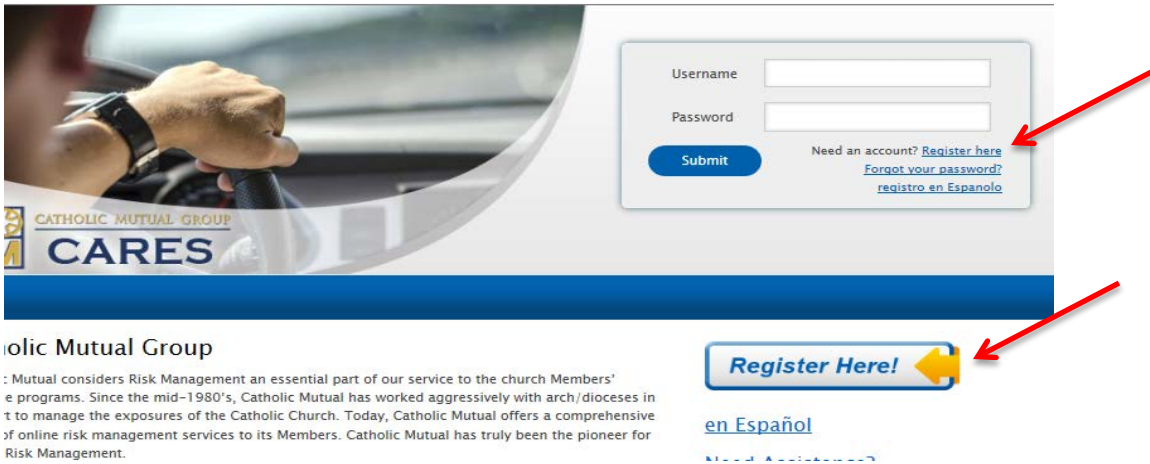 Username
Password
Submit
Need an account? Register here
Forgot your password?
registro en Espanolo
CATHOLIC MUTUAL GROUP
CARES
olic Mutual Group
Mutual considers Risk Management an essential part of our service to the church Members'
e programs. Since the mid-1980's, Catholic Mutual has worked aggressively with arch/dioceses in
t to manage the exposures of the Catholic Church. Today, Catholic Mutual offers a comprehensive
of online risk management services to its Members. Catholic Mutual has truly been the pioneer for
Risk Management.
Register Here!
en Español
Need Assistance?